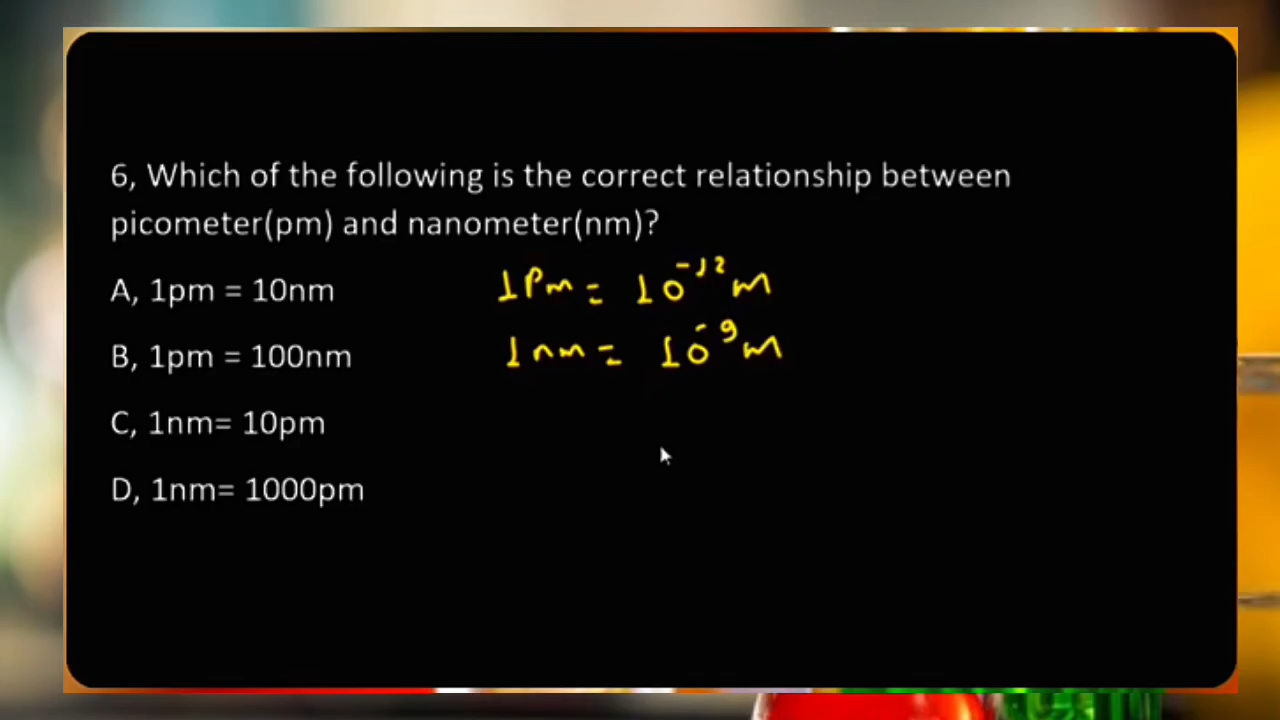 6, Which of the following is the correct relationship between
picometer(pm) and nanometer(nm)?
A, 1pm = 10nm
1Pm = 10⁻¹²m
B, 1pm = 100nm
1nm = 10⁻⁹m
C, 1nm= 10pm
D, 1nm= 1000pm